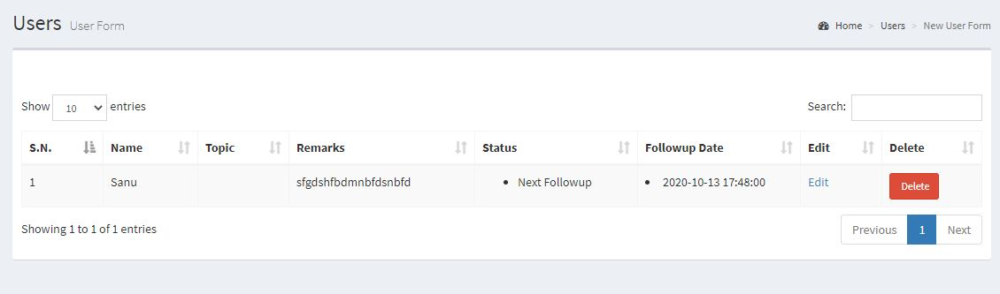 Users User Form Home > Users > New User Form
Show 10 entries Search:
S.N. Name Topic Remarks Status Followup Date Edit Delete
1 Sanu sfgdshfbdmnbfdsnbfd • Next Followup • 2020-10-13 17:48:00 Edit Delete
Showing 1 to 1 of 1 entries Previous 1 Next